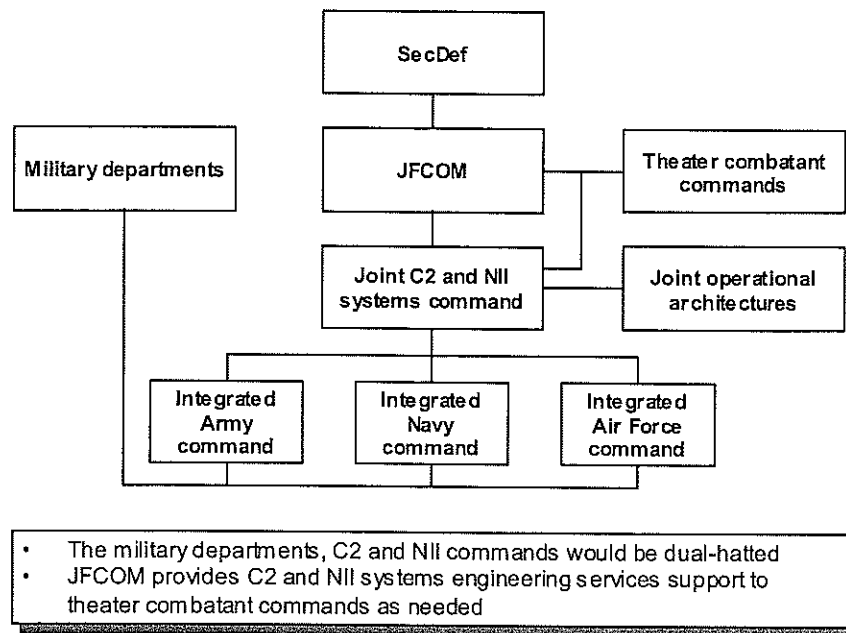 SecDef
Military departments
JFCOM
Theater combatant
commands
Joint C2 and NII
systems command
Joint operational
architectures
Integrated
Army
command
Integrated
Navy
command
Integrated
Air Force
command
• The military departments, C2 and NII commands would be dual-hatted
• JFCOM provides C2 and NII systems engineering services support to
theater combatant commands as needed